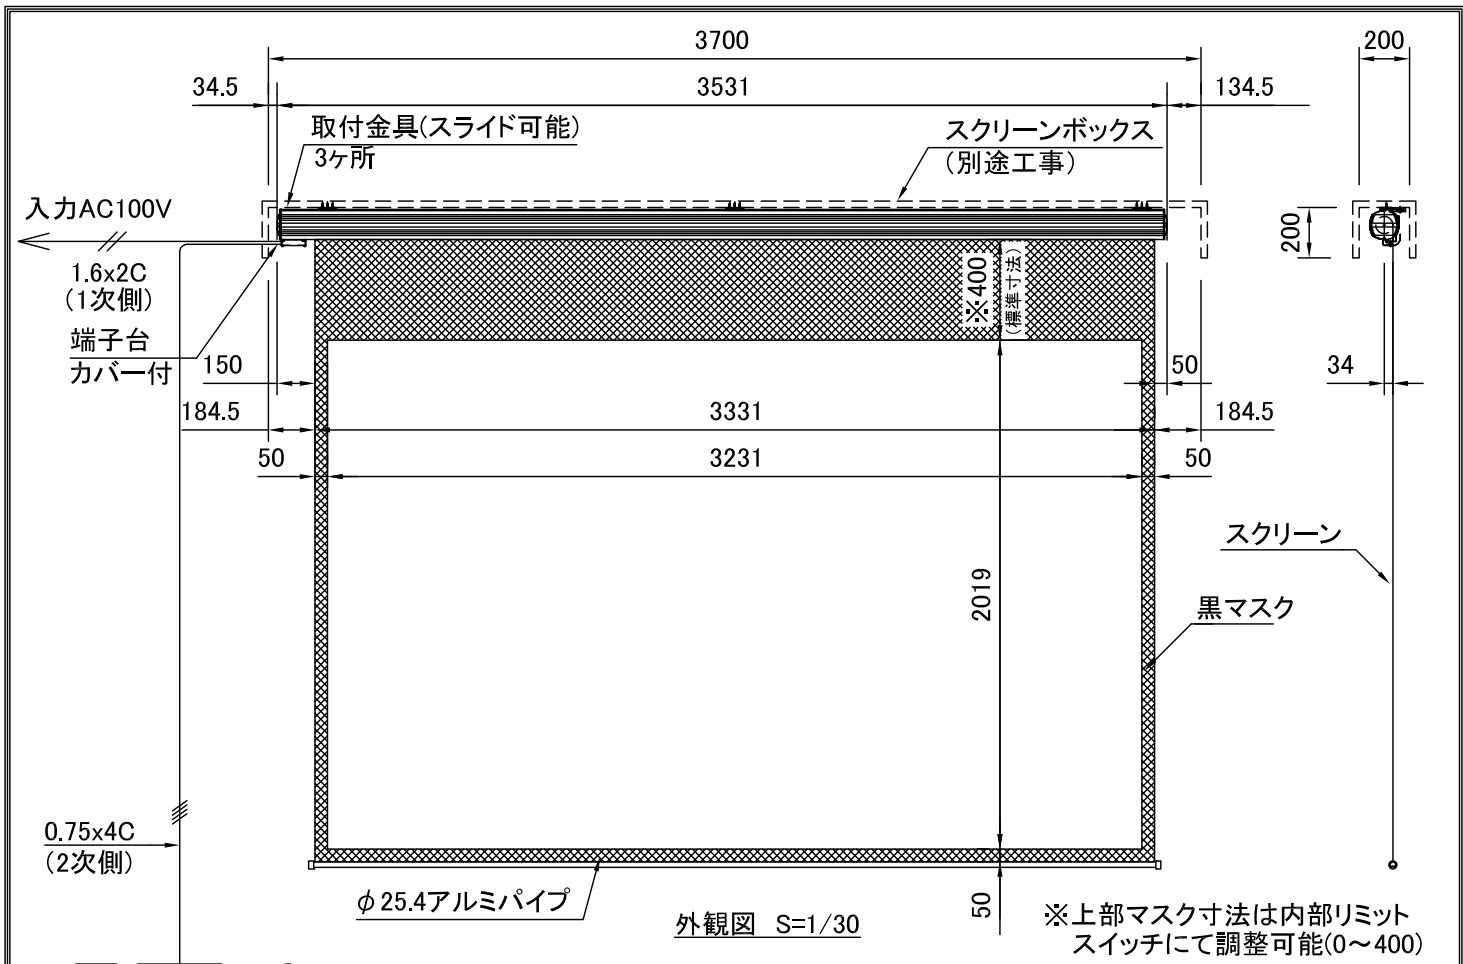 3700
200
34.5
3531
134.5
取付金具(スライド可能)
3ヶ所
スクリーンボックス
(別途工事)
入力AC100V
200
1.6x2C
(1次側)
※400
(標準寸法)
端子台
カバー付
150
50
34
184.5
3331
184.5
50
3231
50
スクリーン
2019
黒マスク
0.75x4C
(2次側)
φ25.4アルミパイプ
50
外観図 S=1/30
※上部マスク寸法は内部リミット
スイッチにて調整可能(0～400)